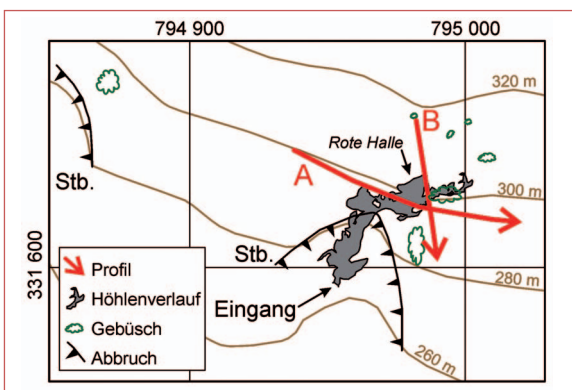 794 900
795 000
320 m
B
Rote Halle
A
Stb.
300 m
331 600
Stb.
Profil
Höhlenverlauf
280 m
Eingang
Gebüsch
Abbruch
260 m